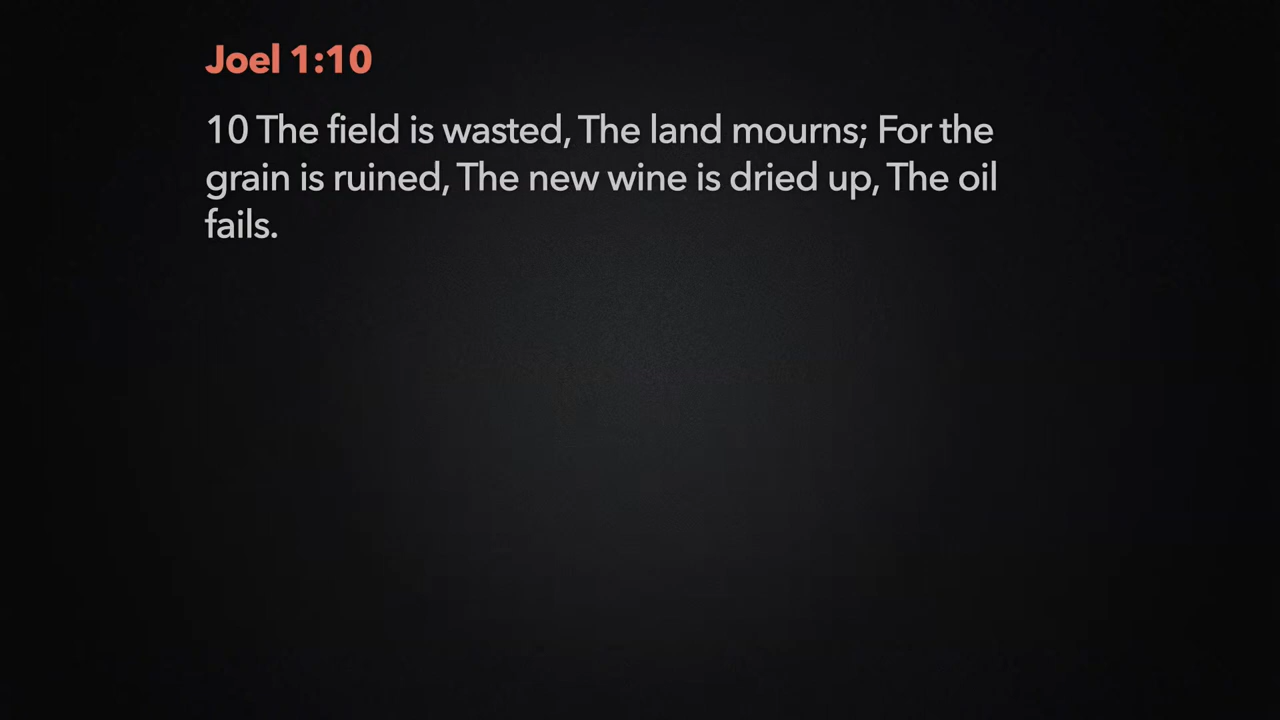 Joel 1:10
10 The field is wasted, The land mourns; For the
grain is ruined, The new wine is dried up, The oil
fails.